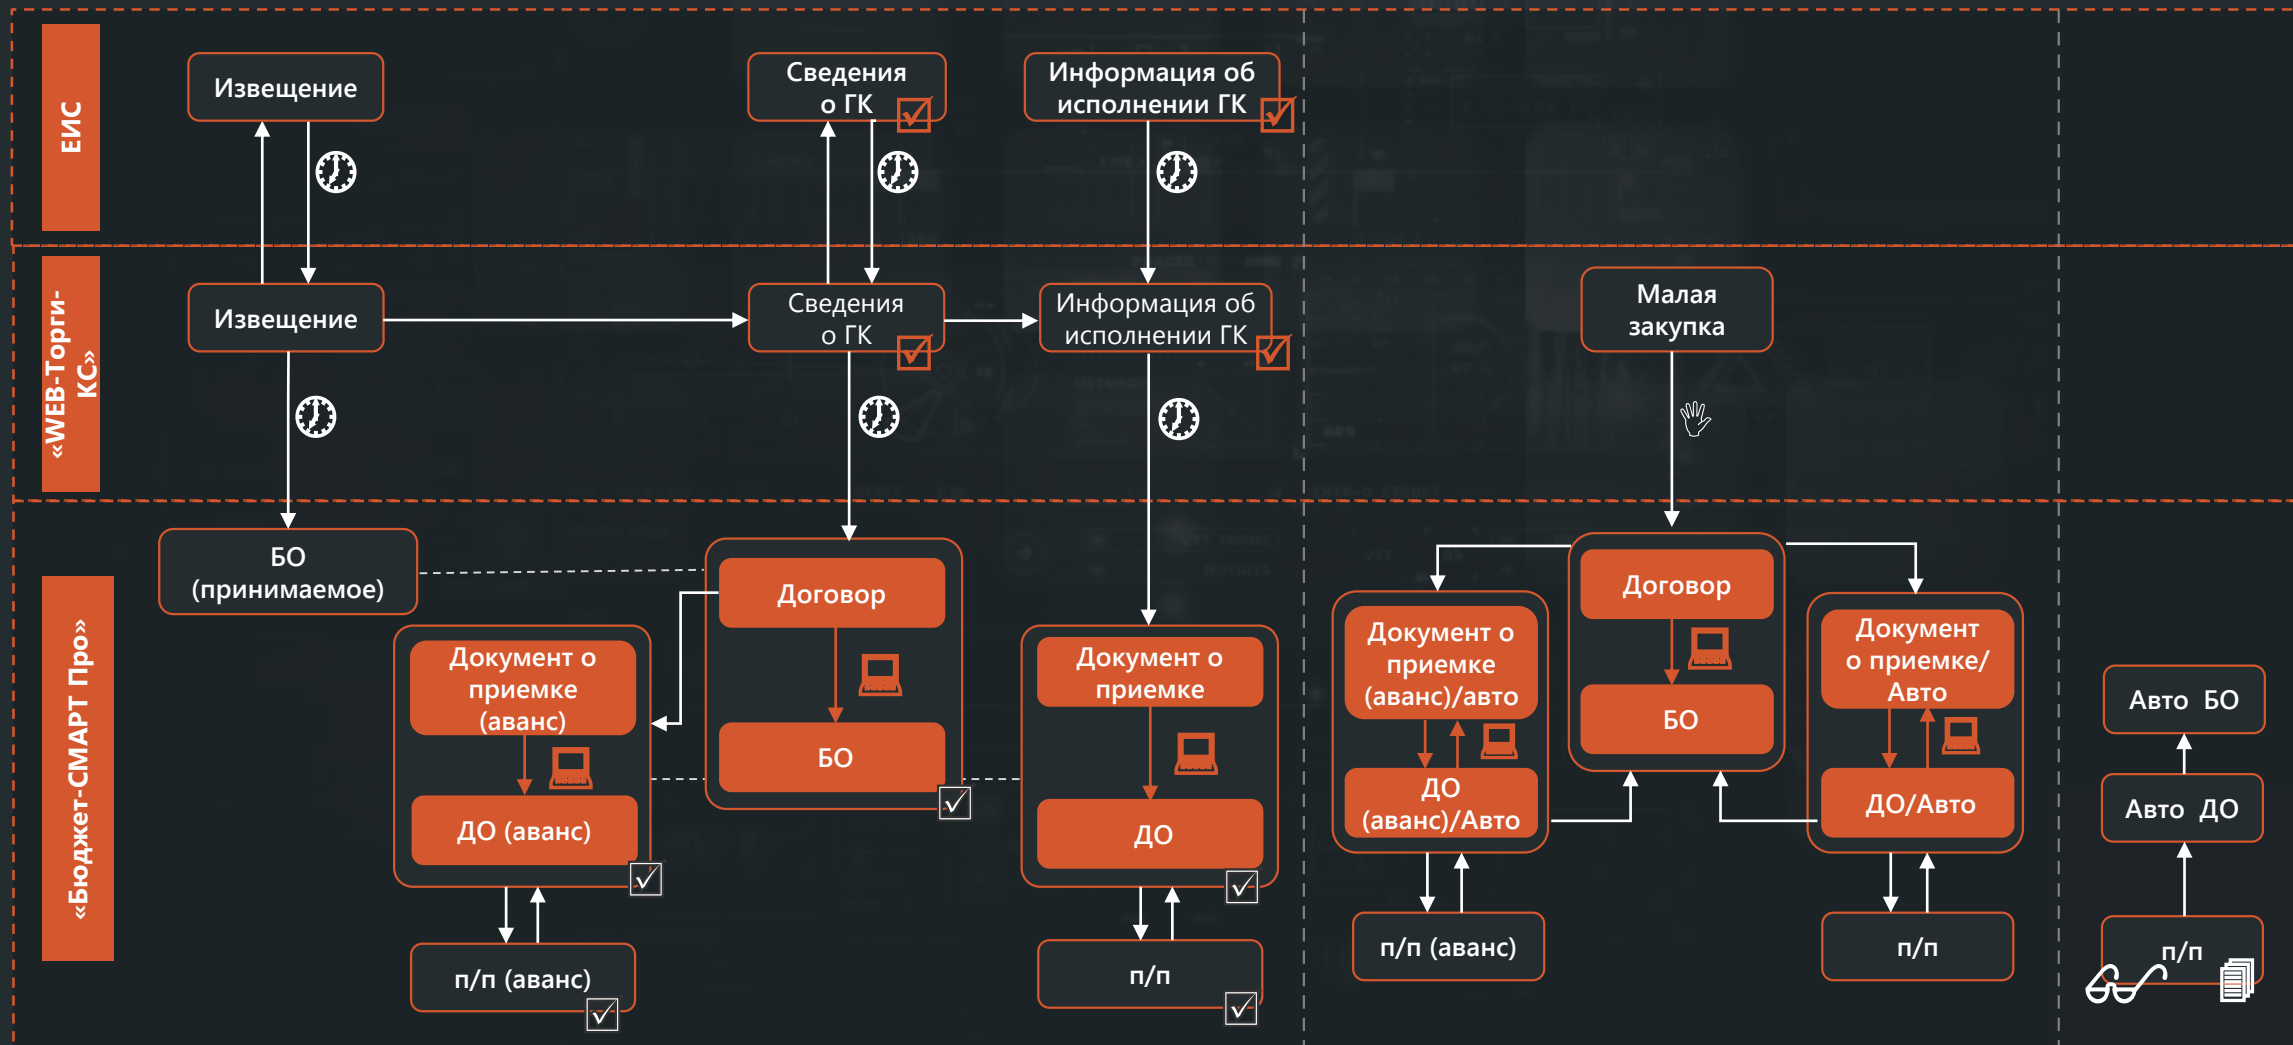 ЕИС
Извещение
Сведения
о ГК
Информация об
исполнении ГК
«WEB-Торги-
КС»
Извещение
Сведения
о ГК
Информация об
исполнении ГК
Малая
закупка
«Бюджет-СМАРТ Про»
БО
(принимаемое)
Документ о
приемке
(аванс)
ДО (аванс)
п/п (аванс)
Договор
БО
Документ о
приемке
ДО
п/п
Документ о
приемке
(аванс)/авто
ДО
(аванс)/Авто
п/п (аванс)
Договор
БО
Документ
о приемке/
Авто
ДО/Авто
п/п
Авто БО
Авто ДО
п/п